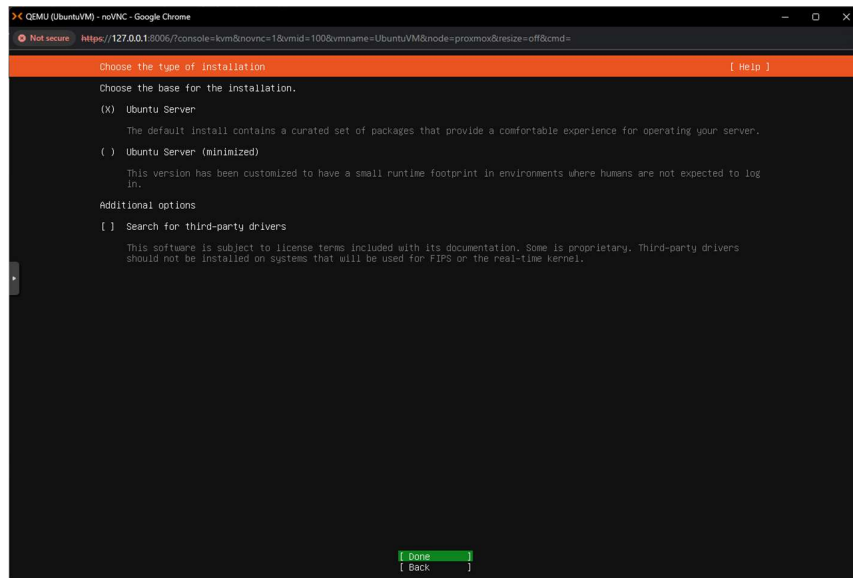 QEMU (UbuntuVM) - noVNC - Google Chrome
Not secure https://127.0.0.1:8006/?console=kvm&novnc=1&vmid=100&vmname=UbuntuVM&node=proxmox&resize=off&cmd=
Choose the type of installation [ Help ]
Choose the base for the installation.
(X) Ubuntu Server
The default install contains a curated set of packages that provide a comfortable experience for operating your server.
( ) Ubuntu Server (minimized)
This version has been customized to have a small runtime footprint in environments where humans are not expected to log
in.
Additional options
[ ] Search for third-party drivers
This software is subject to license terms included with its documentation. Some is proprietary. Third-party drivers
should not be installed on systems that will be used for FIPS or the real-time kernel.
[ Done ]
[ Back ]